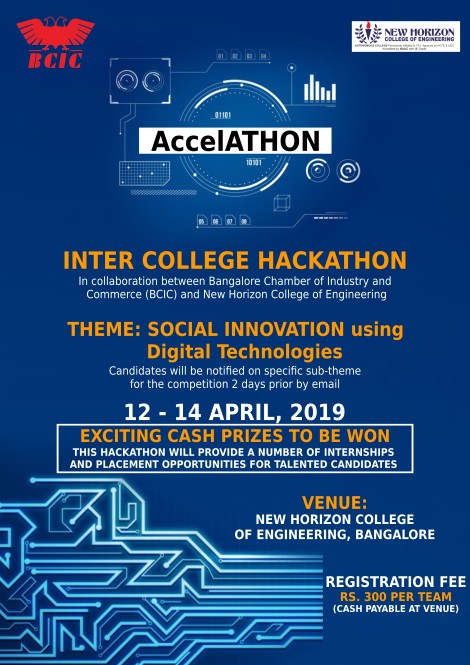 BCIC
NEW HORIZON
COLLEGE OF ENGINEERING
01 02 03 04
01101
AccelATHON
10101
05 06 07 08
INTER COLLEGE HACKATHON
In collaboration between Bangalore Chamber of Industry and
Commerce (BCIC) and New Horizon College of Engineering
THEME: SOCIAL INNOVATION using
Digital Technologies
Candidates will be notified on specific sub-theme
for the competition 2 days prior by email
12 - 14 APRIL, 2019
EXCITING CASH PRIZES TO BE WON
THIS HACKATHON WILL PROVIDE A NUMBER OF INTERNSHIPS
AND PLACEMENT OPPORTUNITIES FOR TALENTED CANDIDATES
VENUE:
NEW HORIZON COLLEGE
OF ENGINEERING, BANGALORE
REGISTRATION FEE
RS. 300 PER TEAM
(CASH PAYABLE AT VENUE)